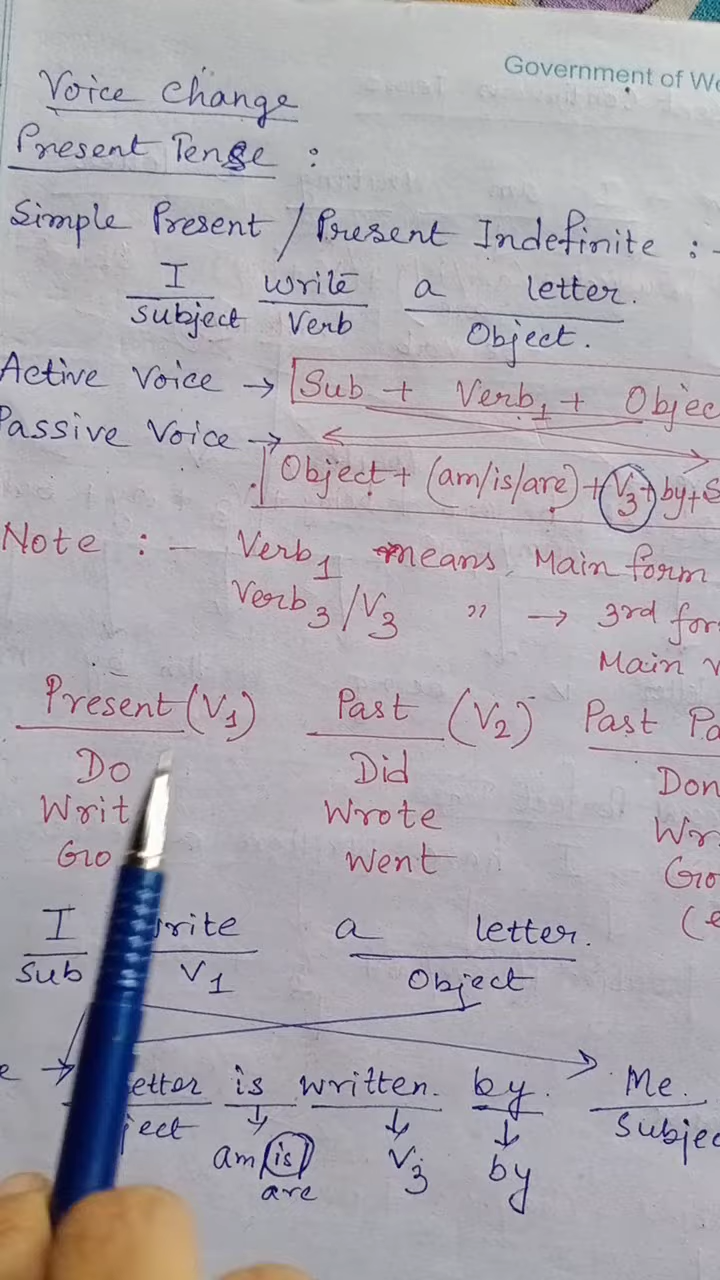 Government of We
Voice Change
Present Tense :
Simple Present / Present Indefinite : -
I write a letter.
Subject Verb Object.
Active Voice → Sub + Verb1 + Objec
Passive Voice →
Object + (am/is/are) + V3 + by + S
Note : - Verb1 means Main form
Verb3/V3 " → 3rd for
Main v
Present (V1) Past (V2) Past Pa
Do Did Don
Writ Wrote Wr
Go Went Go
(e
I write a letter.
Sub V1 Object
e → etter is written. by. Me.
ject ↓ ↓ ↓ Subjec
am is V3 by
are